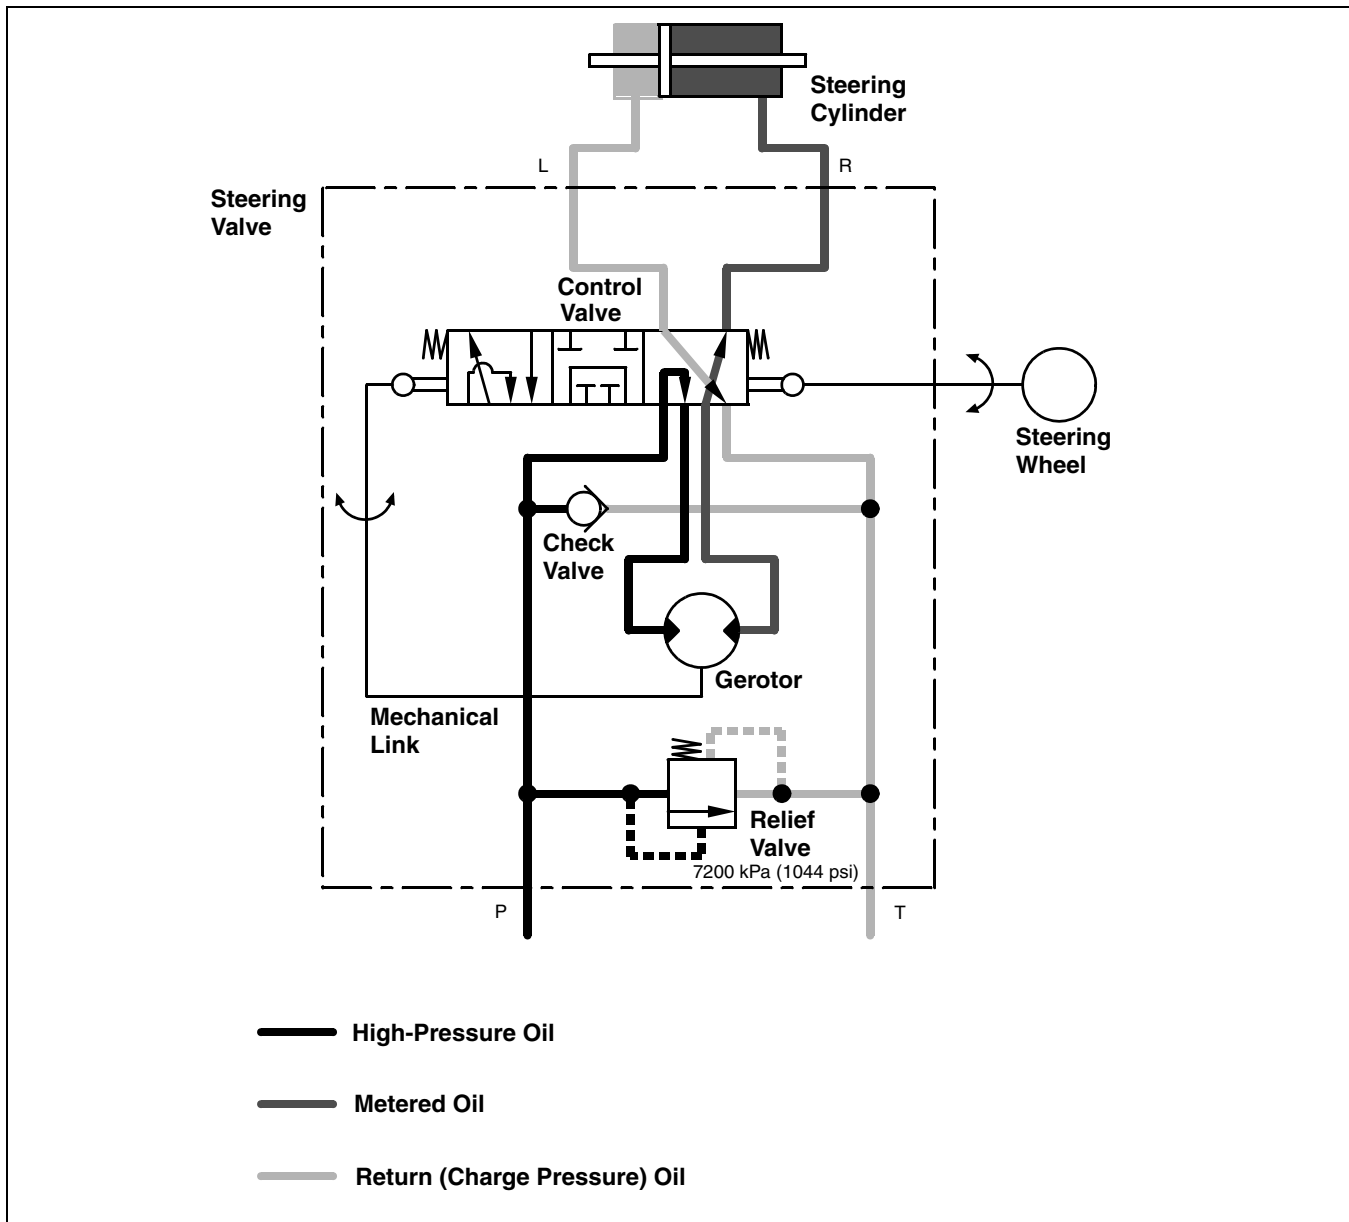 Steering
Cylinder
L
R
Steering
Valve
Control
Valve
Steering
Wheel
Check
Valve
Gerotor
Mechanical
Link
Relief
Valve
7200 kPa (1044 psi)
P
T
High-Pressure Oil
Metered Oil
Return (Charge Pressure) Oil